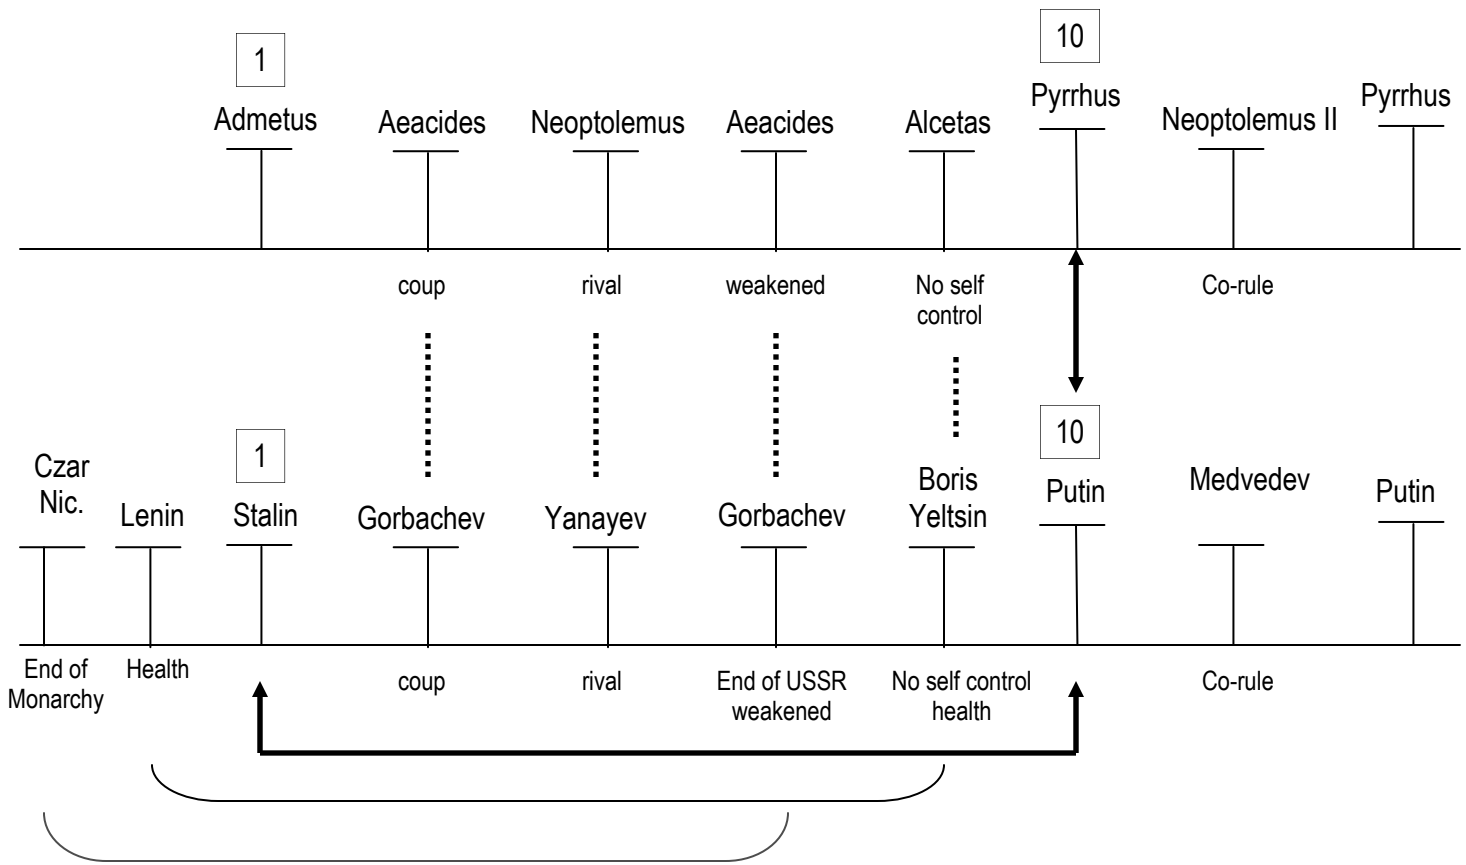 1
10
Admetus
Aeacides
Neoptolemus
Aeacides
Alcetas
Pyrrhus
Neoptolemus II
Pyrrhus
coup
rival
weakened
No self
control
Co-rule
1
10
Czar
Nic.
Lenin
Stalin
Gorbachev
Yanayev
Gorbachev
Boris
Yeltsin
Putin
Medvedev
Putin
End of
Monarchy
Health
coup
rival
End of USSR
weakened
No self control
health
Co-rule